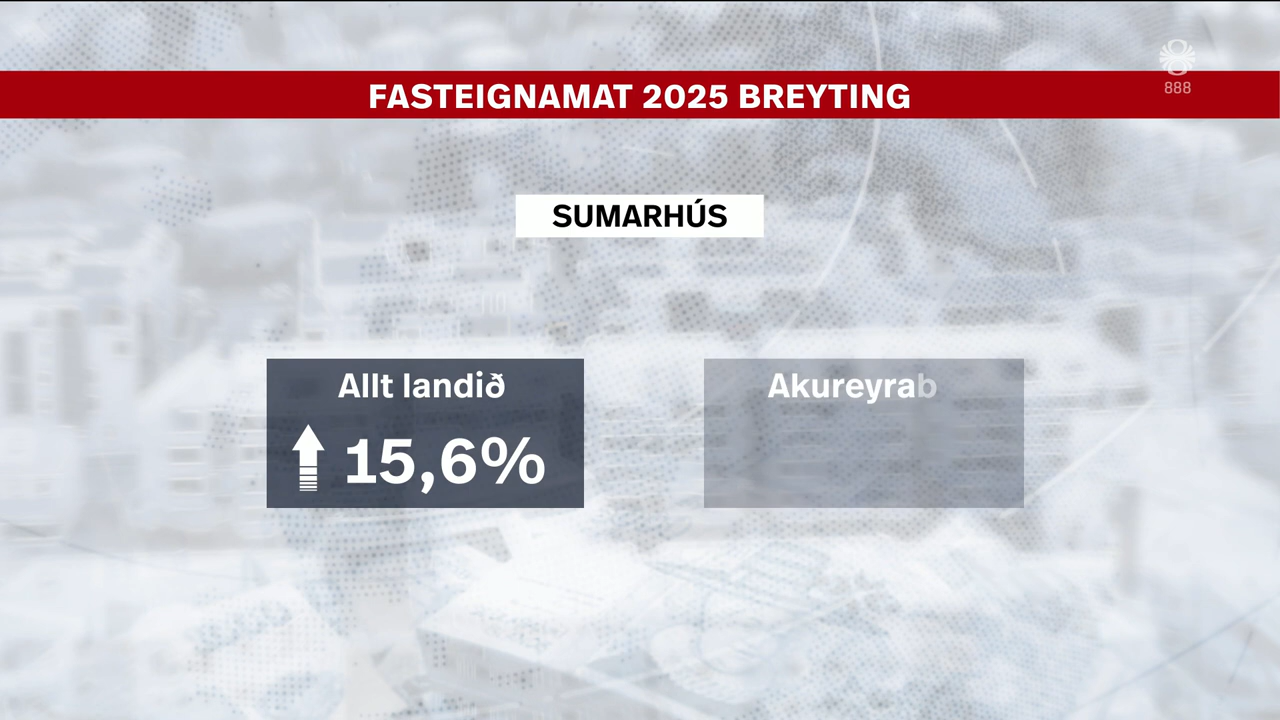 888
FASTEIGNAMAT 2025 BREYTING
SUMARHÚS
Allt landið
15,6%
Akureyrab